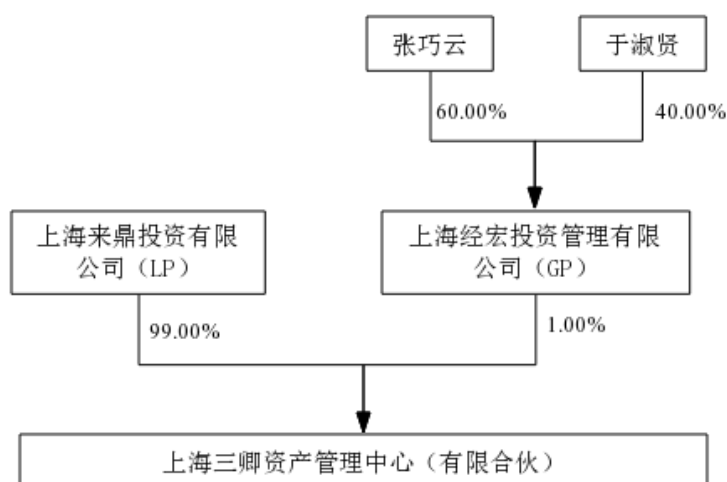 张巧云
于淑贤
60.00%
40.00%
上海来鼎投资有限
公司（LP）
上海经宏投资管理有限
公司（GP）
99.00%
1.00%
上海三卿资产管理中心（有限合伙）